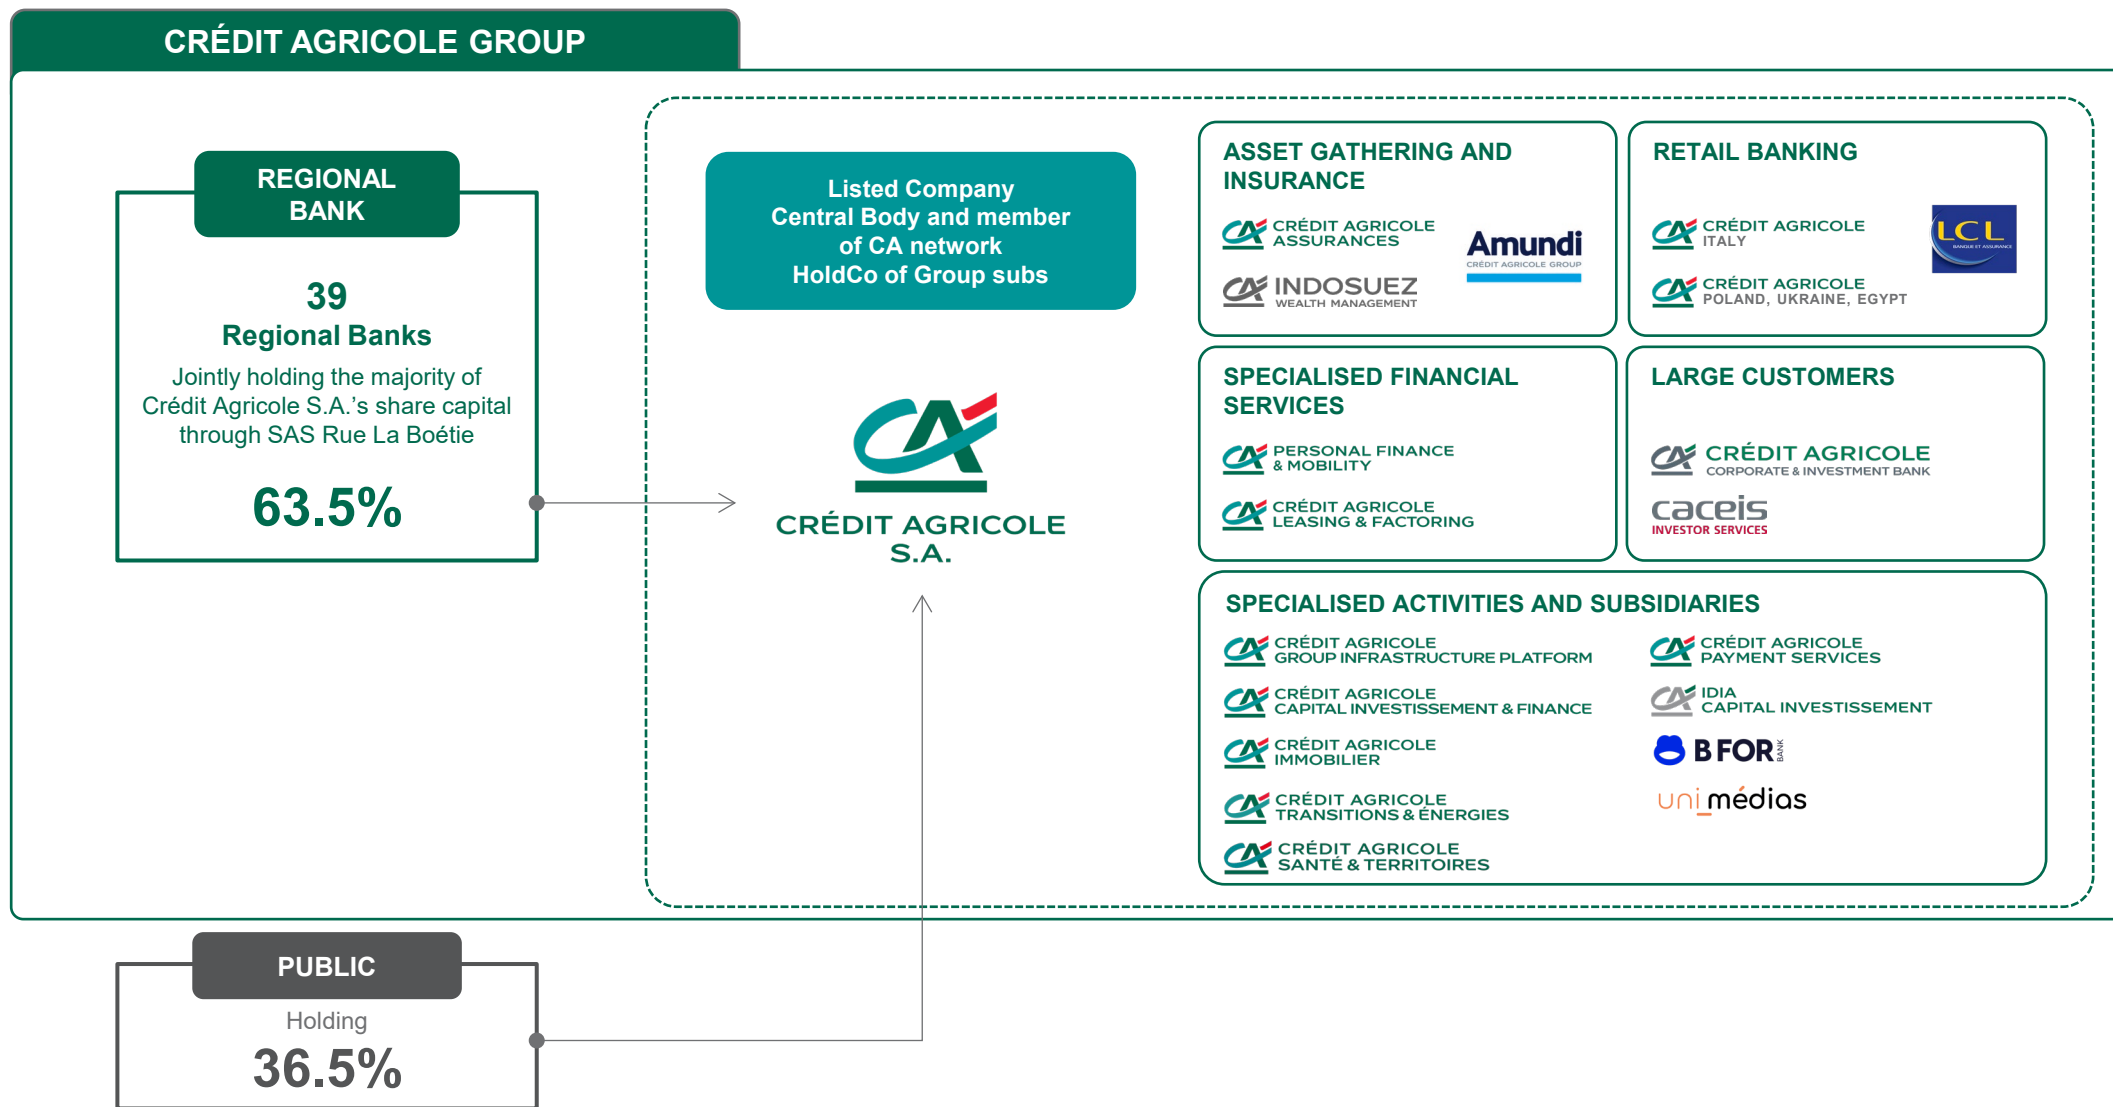 CRÉDIT AGRICOLE GROUP
REGIONAL
BANK
39
Regional Banks
Jointly holding the majority of
Crédit Agricole S.A.’s share capital
through SAS Rue La Boétie
63.5%
Listed Company
Central Body and member
of CA network
HoldCo of Group subs
CRÉDIT AGRICOLE
S.A.
ASSET GATHERING AND
INSURANCE
CRÉDIT AGRICOLE
ASSURANCES
INDOSUEZ
WEALTH MANAGEMENT
Amundi
CRÉDIT AGRICOLE GROUP
RETAIL BANKING
CRÉDIT AGRICOLE
ITALY
CRÉDIT AGRICOLE
POLAND, UKRAINE, EGYPT
LCL
BANQUE ET ASSURANCE
SPECIALISED FINANCIAL
SERVICES
PERSONAL FINANCE
& MOBILITY
CRÉDIT AGRICOLE
LEASING & FACTORING
LARGE CUSTOMERS
CRÉDIT AGRICOLE
CORPORATE & INVESTMENT BANK
caceis
INVESTOR SERVICES
SPECIALISED ACTIVITIES AND SUBSIDIARIES
CRÉDIT AGRICOLE
GROUP INFRASTRUCTURE PLATFORM
CRÉDIT AGRICOLE
CAPITAL INVESTISSEMENT & FINANCE
CRÉDIT AGRICOLE
IMMOBILIER
CRÉDIT AGRICOLE
TRANSITIONS & ÉNERGIES
CRÉDIT AGRICOLE
SANTÉ & TERRITOIRES
CRÉDIT AGRICOLE
PAYMENT SERVICES
IDIA
CAPITAL INVESTISSEMENT
B FOR BANK
uni_médias
PUBLIC
Holding
36.5%